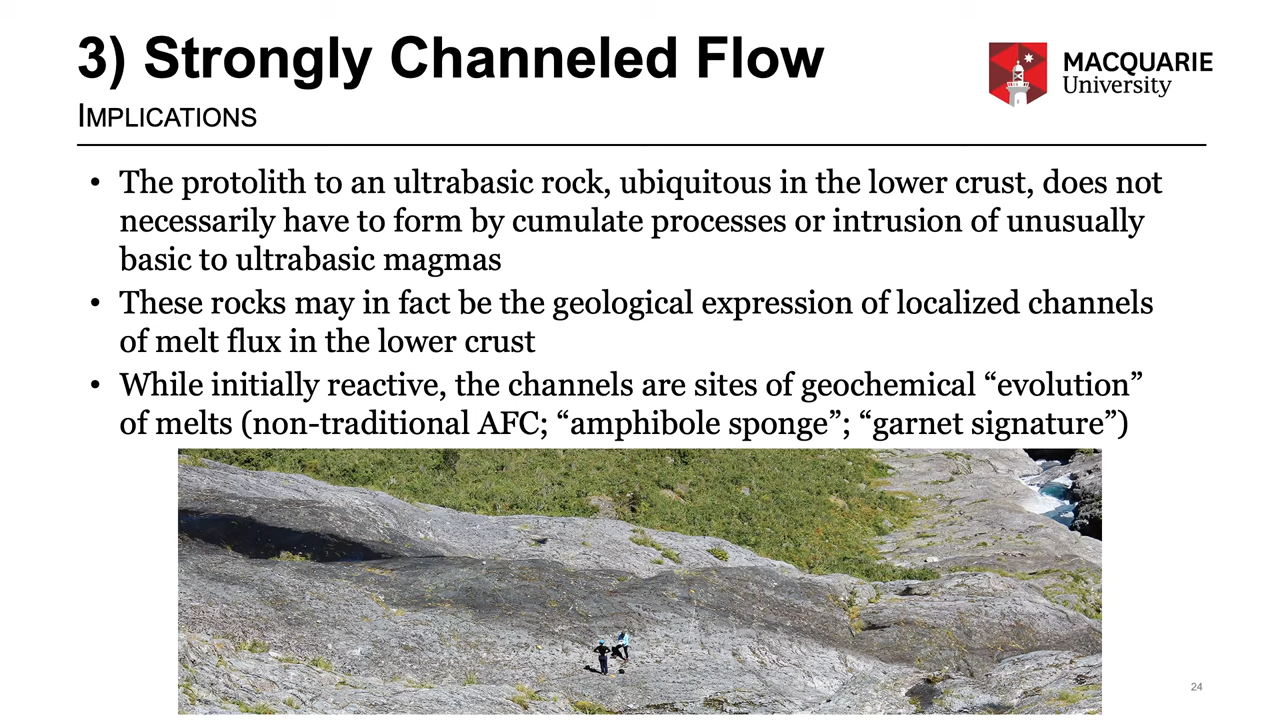 3) Strongly Channeled Flow
IMPLICATIONS
MACQUARIE
University
• The protolith to an ultrabasic rock, ubiquitous in the lower crust, does not
necessarily have to form by cumulate processes or intrusion of unusually
basic to ultrabasic magmas
• These rocks may in fact be the geological expression of localized channels
of melt flux in the lower crust
• While initially reactive, the channels are sites of geochemical “evolution”
of melts (non-traditional AFC; “amphibole sponge”; “garnet signature”)
24